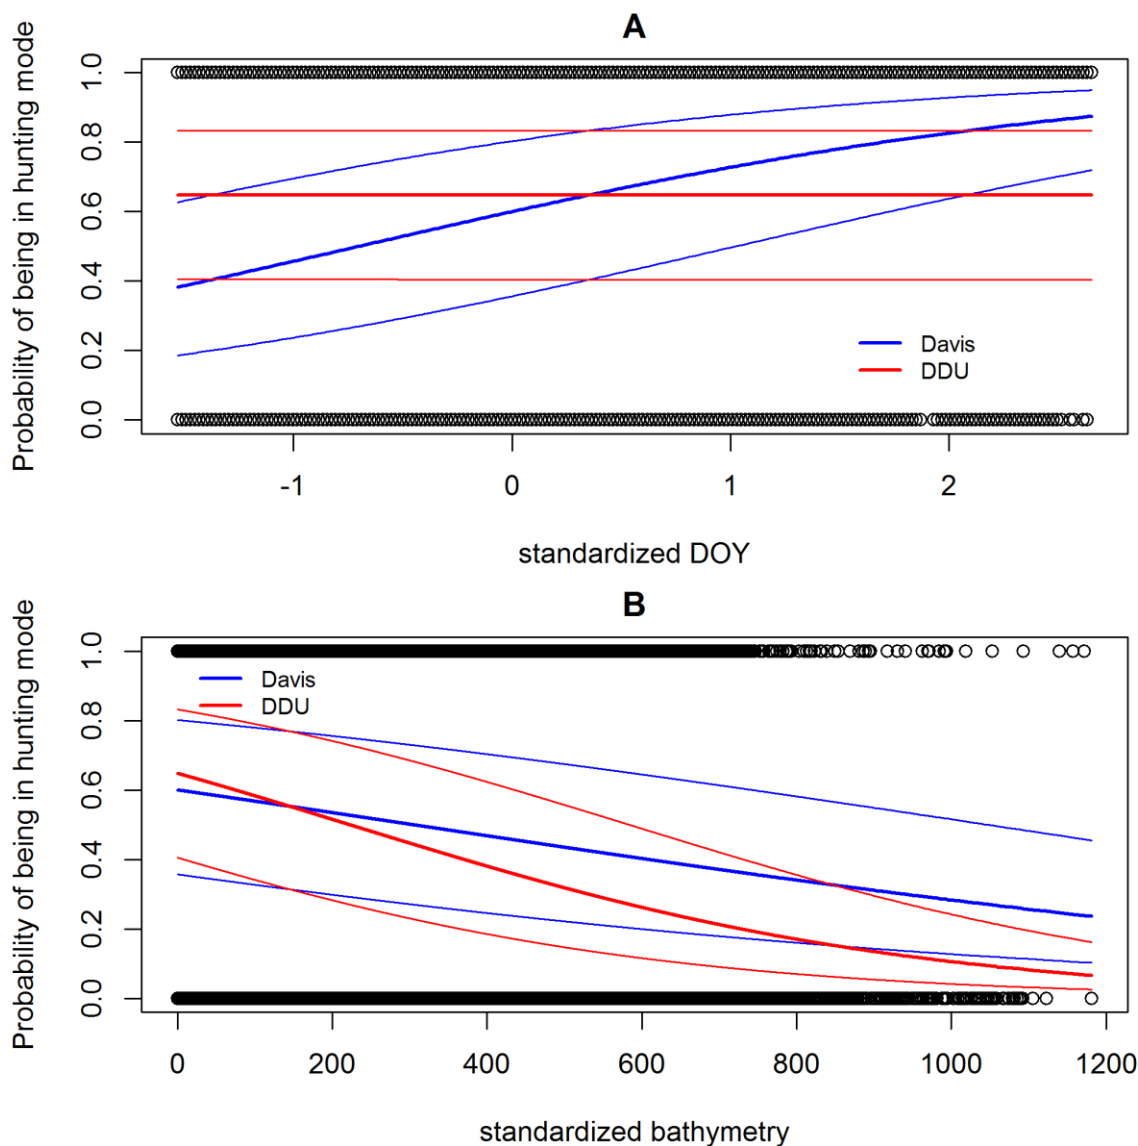 A
Probability of being in hunting mode
1.0
0.8
0.6
0.4
0.2
0.0
Davis
DDU
-1
0
1
2
standardized DOY
B
Probability of being in hunting mode
1.0
0.8
0.6
0.4
0.2
0.0
Davis
DDU
0
200
400
600
800
1000
1200
standardized bathymetry